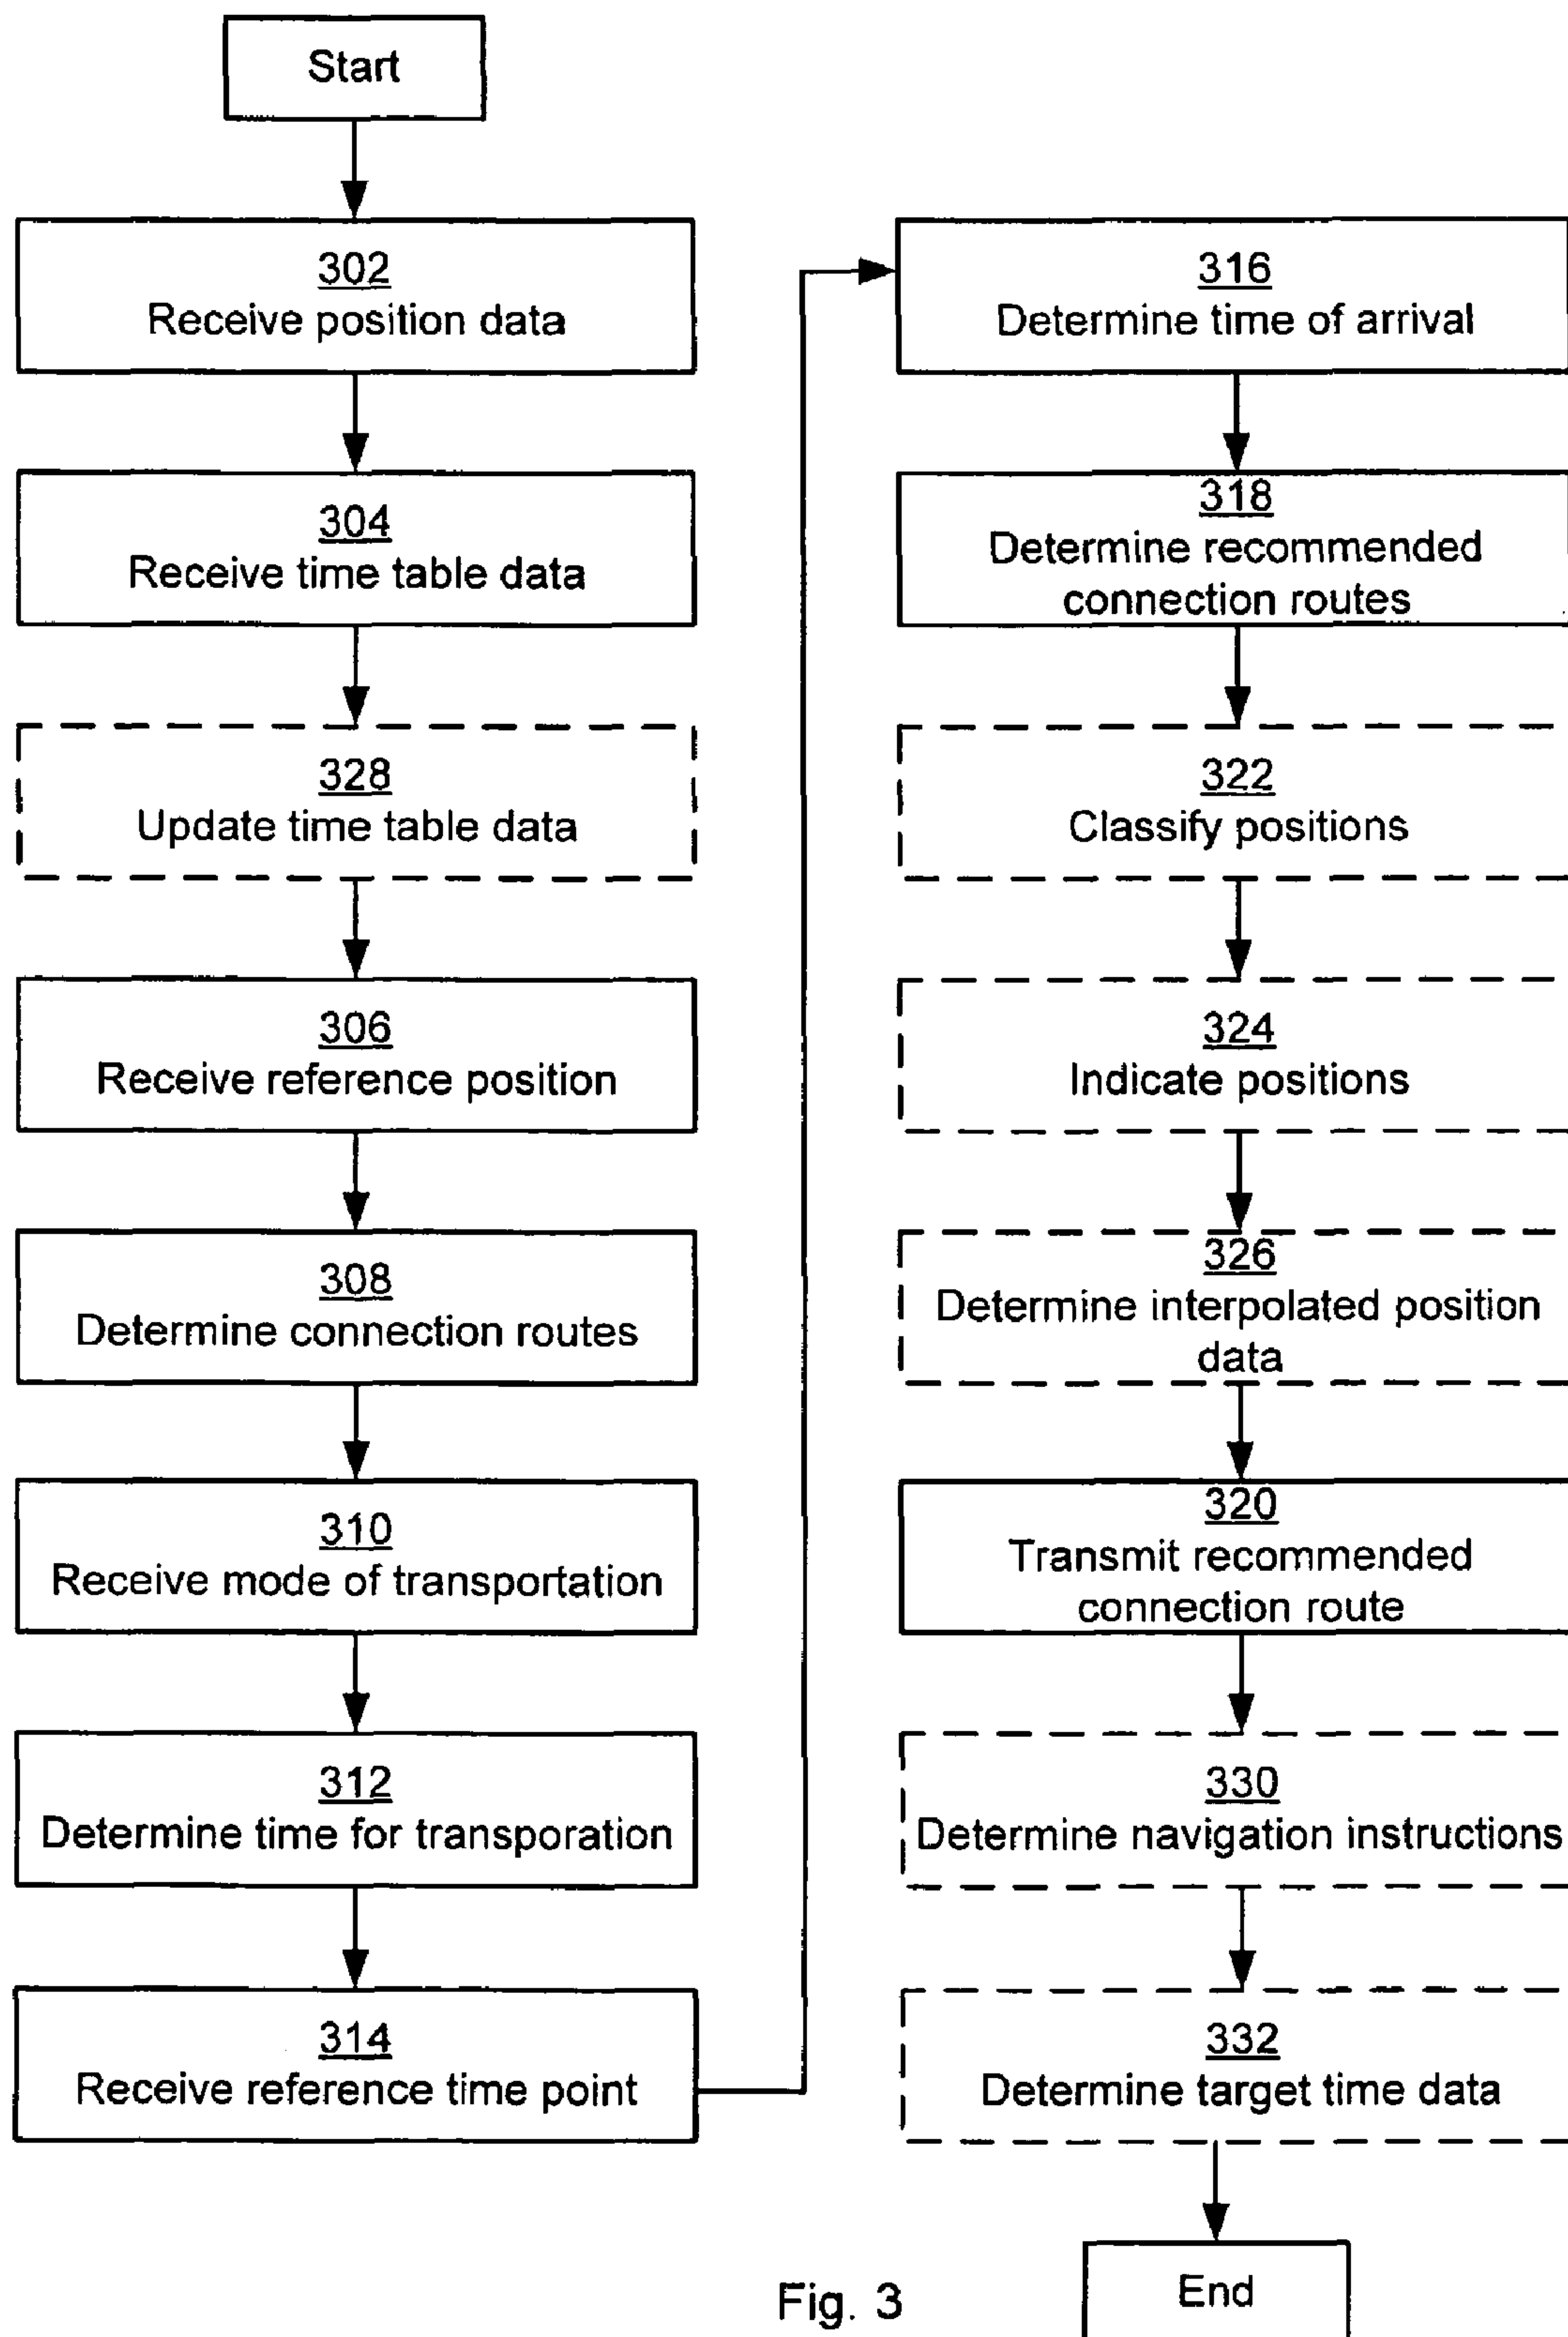 Start
302
Receive position data
304
Receive time table data
328
Update time table data
306
Receive reference position
308
Determine connection routes
310
Receive mode of transportation
312
Determine time for transporation
314
Receive reference time point
316
Determine time of arrival
318
Determine recommended
connection routes
322
Classify positions
324
Indicate positions
326
Determine interpolated position
data
320
Transmit recommended
connection route
330
Determine navigation instructions
332
Determine target time data
End
Fig. 3